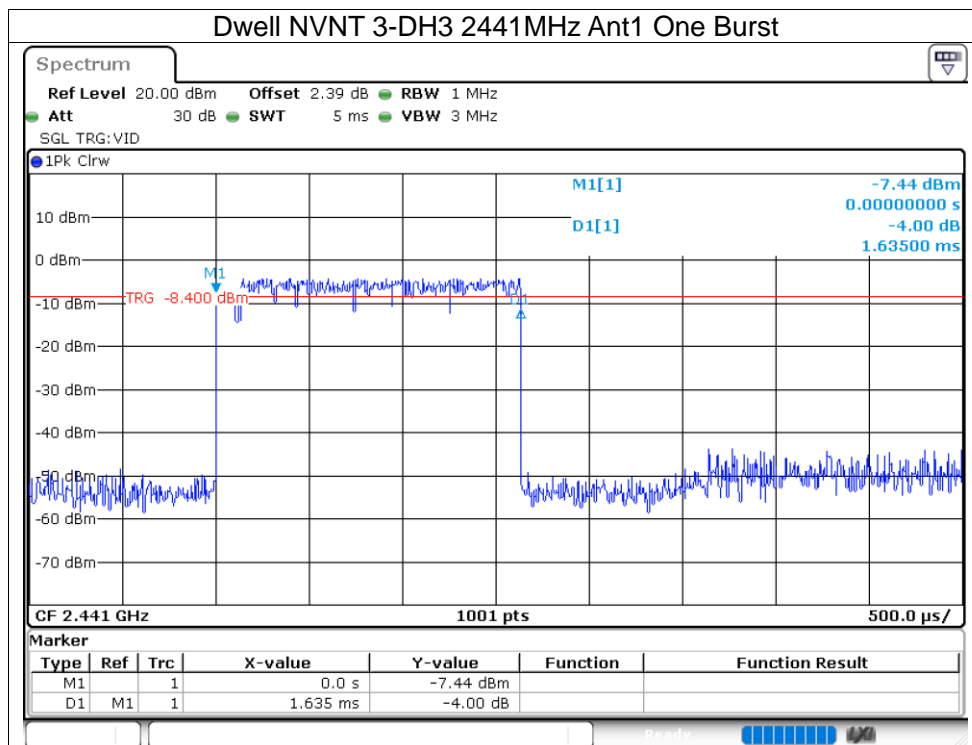 Dwell NVNT 3-DH3 2441MHz Ant1 One Burst
Spectrum
Ref Level 20.00 dBm Offset 2.39 dB RBW 1 MHz
Att 30 dB SWT 5 ms VBW 3 MHz
SGL TRG:VID
1Pk Clrw
M1[1] -7.44 dBm
0.00000000 s
10 dBm
D1[1] -4.00 dB
1.63500 ms
0 dBm
M1
TRG -8.400 dBm
-10 dBm
D1
-20 dBm
-30 dBm
-40 dBm
-50 dBm
-60 dBm
-70 dBm
CF 2.441 GHz 1001 pts 500.0 µs/
Marker
Type Ref Trc X-value Y-value Function Function Result
M1 1 0.0 s -7.44 dBm
D1 M1 1 1.635 ms -4.00 dB
Ready